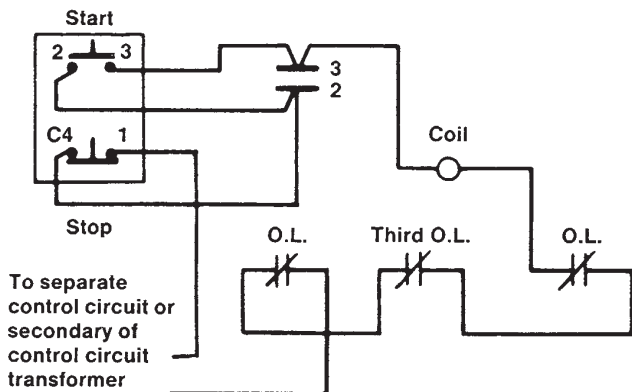 Start
2 3
3
2
C4 1
Coil
Stop
O.L. Third O.L. O.L.
To separate
control circuit or
secondary of
control circuit
transformer